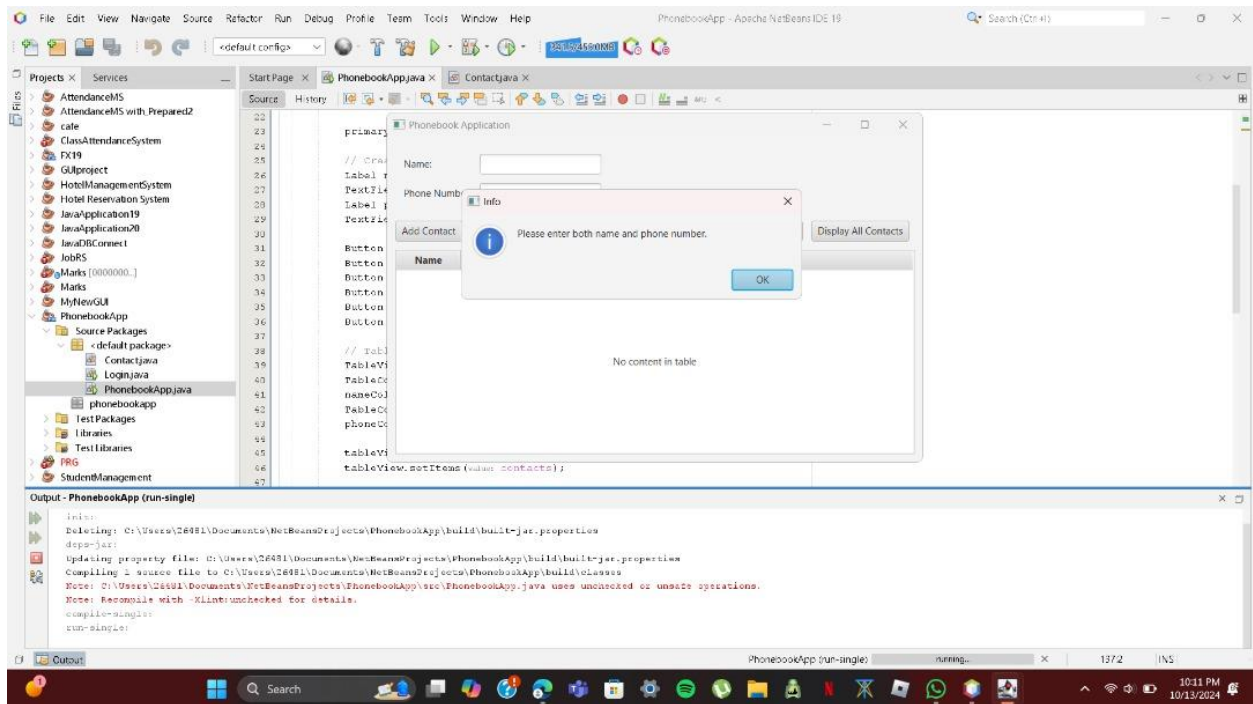 File Edit View Navigate Source Refactor Run Debug Profile Team Tools Window Help
PhonebookApp - Apache NetBeans IDE 19
Search (Ctrl+I)
<default config>
Projects Services
Start Page PhonebookApp.java Contact.java
Files
Source History
AttendanceMS
AttendanceMS with Prepared2
cafe
ClassAttendanceSystem
FX19
GUIproject
HotelManagementSystem
Hotel Reservation System
JavaApplication19
JavaApplication20
JavaDBConnect
JobRS
Marks [0000000..]
Marks
MyNewGUI
PhonebookApp
Source Packages
<default package>
Contact.java
Login.java
PhonebookApp.java
phonebookapp
Test Packages
Libraries
Test Libraries
PRG
StudentManagement
22
23 primary
24
25 // Crea
26 Label
27 TextFie
28 Label
29 TextFie
30
31 Button
32 Button
33 Button
34 Button
35 Button
36 Button
37
38 // Tabl
39 TableVi
40 TableCo
41 nameCol
42 TableCo
43 phoneCo
44
45 tableVi
46 tableView.setItems(value: contacts);
47
Phonebook Application
Name:
Phone Numb
Add Contact
Display All Contacts
Name
No content in table
Info
Please enter both name and phone number.
OK
Output - PhonebookApp (run-single)
init:
Deleting: C:\Users\26481\Documents\NetBeansProjects\PhonebookApp\build\built-jar.properties
deps-jar:
Updating property file: C:\Users\26481\Documents\NetBeansProjects\PhonebookApp\build\built-jar.properties
Compiling 1 source file to C:\Users\26481\Documents\NetBeansProjects\PhonebookApp\build\classes
Note: C:\Users\26481\Documents\NetBeansProjects\PhonebookApp\src\PhonebookApp.java uses unchecked or unsafe operations.
Note: Recompile with -Xlint:unchecked for details.
compile-single:
run-single:
Output
PhonebookApp (run-single)
running...
137:2
INS
Search
10:11 PM
10/13/2024